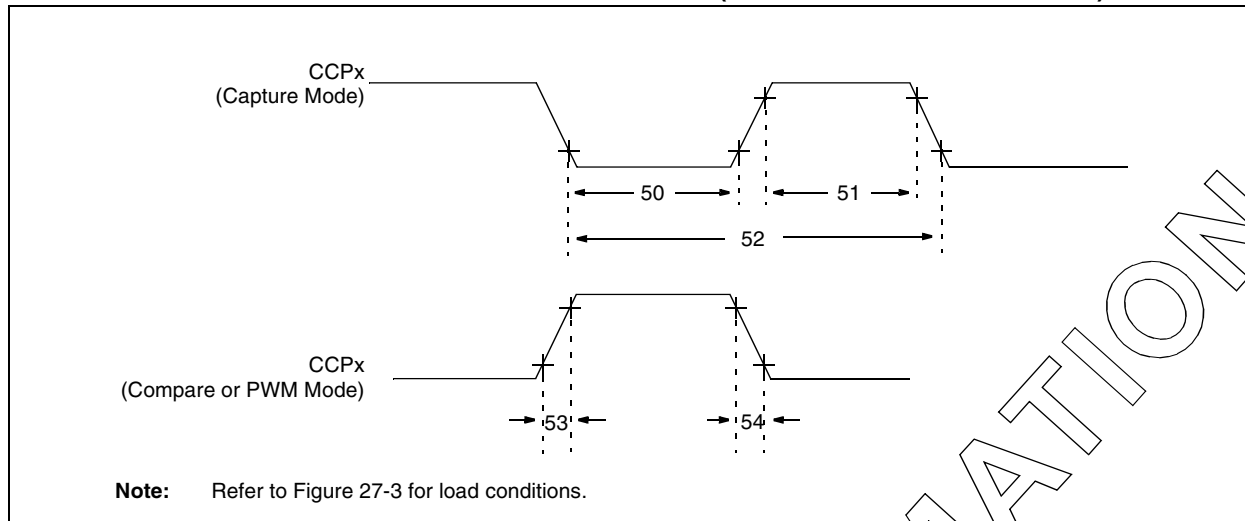 CCPx
(Capture Mode)
50
51
52
CCPx
(Compare or PWM Mode)
53
54
Note: Refer to Figure 27-3 for load conditions.